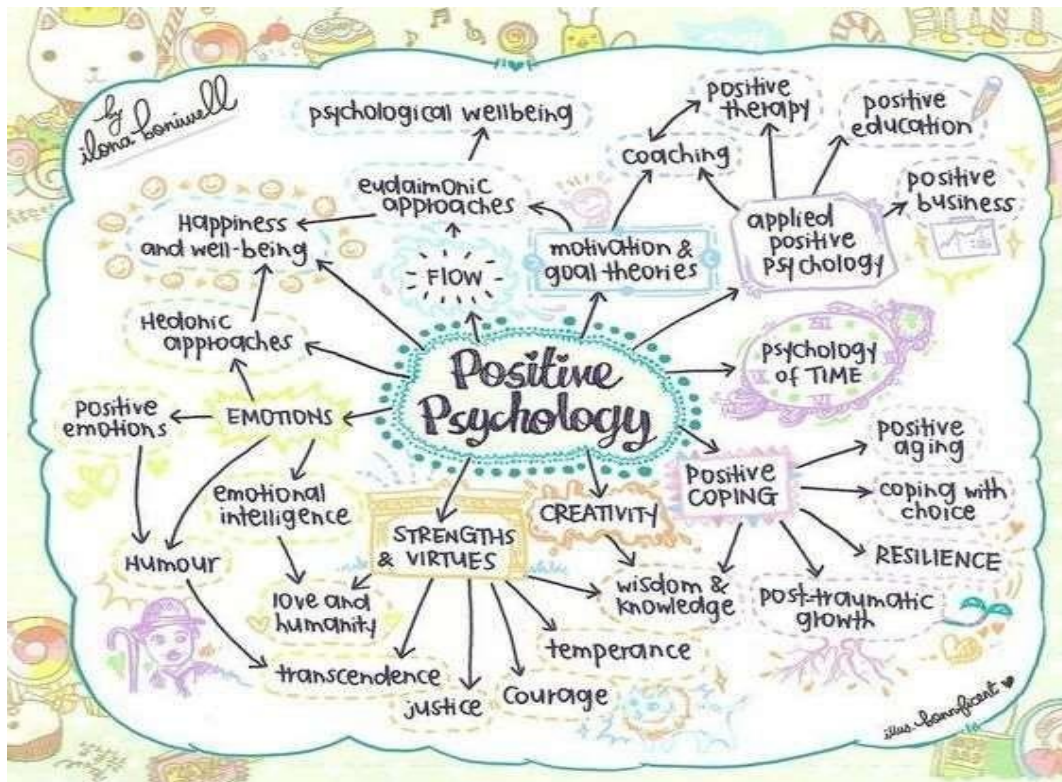 by
ilona boniwell
psychological wellbeing
positive
therapy
positive
education
coaching
positive
business
eudaimonic
approaches
Happiness
and well-being
motivation &
goal theories
applied
positive
psychology
FLOW
Hedonic
approaches
Positive
Psychology
psychology
of TIME
positive
emotions
EMOTIONS
positive
aging
Positive
COPING
coping with
choice
emotional
intelligence
STRENGTHS
& VIRTUES
CREATIVITY
RESILIENCE
Humour
love and
humanity
wisdom &
knowledge
post-traumatic
growth
temperance
transcendence
justice
courage
illus. bannficent